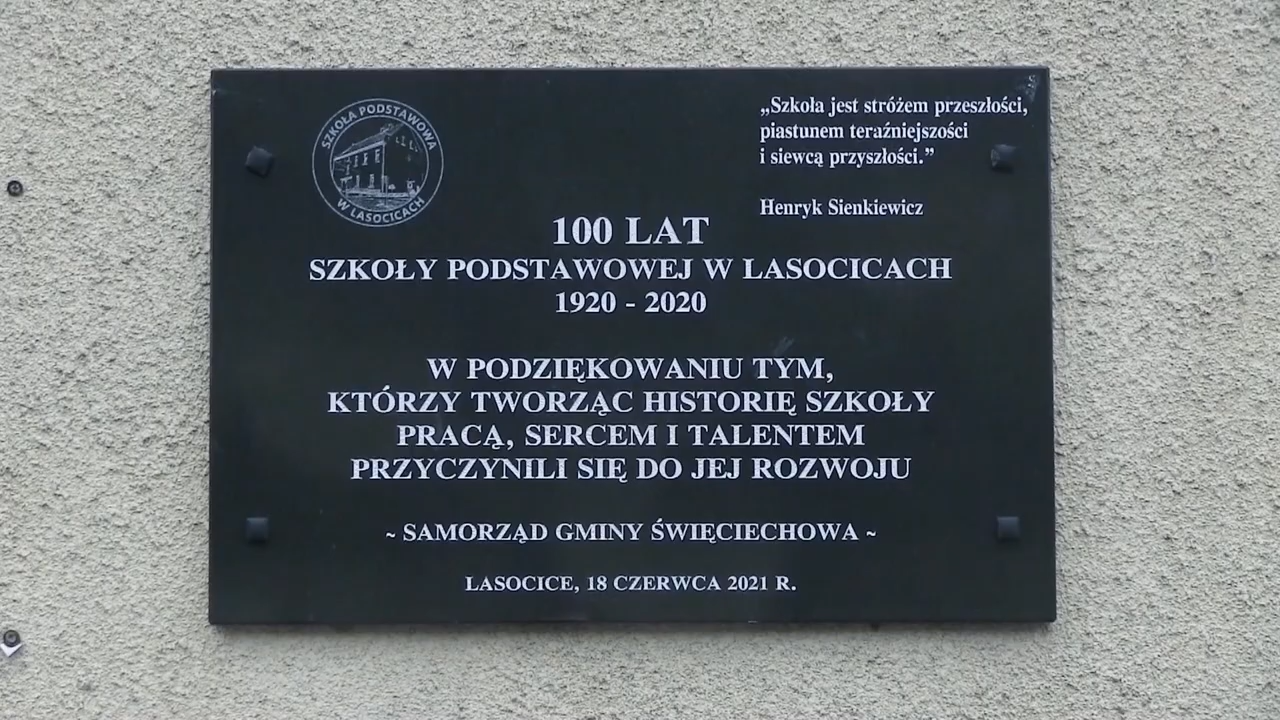 SZKOŁA PODSTAWOWA
W LASOCICACH
„Szkoła jest stróżem przeszłości,
piastunem teraźniejszości
i siewcą przyszłości.”
Henryk Sienkiewicz
100 LAT
SZKOŁY PODSTAWOWEJ W LASOCICACH
1920 - 2020
W PODZIĘKOWANIU TYM,
KTÓRZY TWORZĄC HISTORIĘ SZKOŁY
PRACĄ, SERCEM I TALENTEM
PRZYCZYNILI SIĘ DO JEJ ROZWOJU
~ SAMORZĄD GMINY ŚWIĘCIECHOWA ~
LASOCICE, 18 CZERWCA 2021 R.